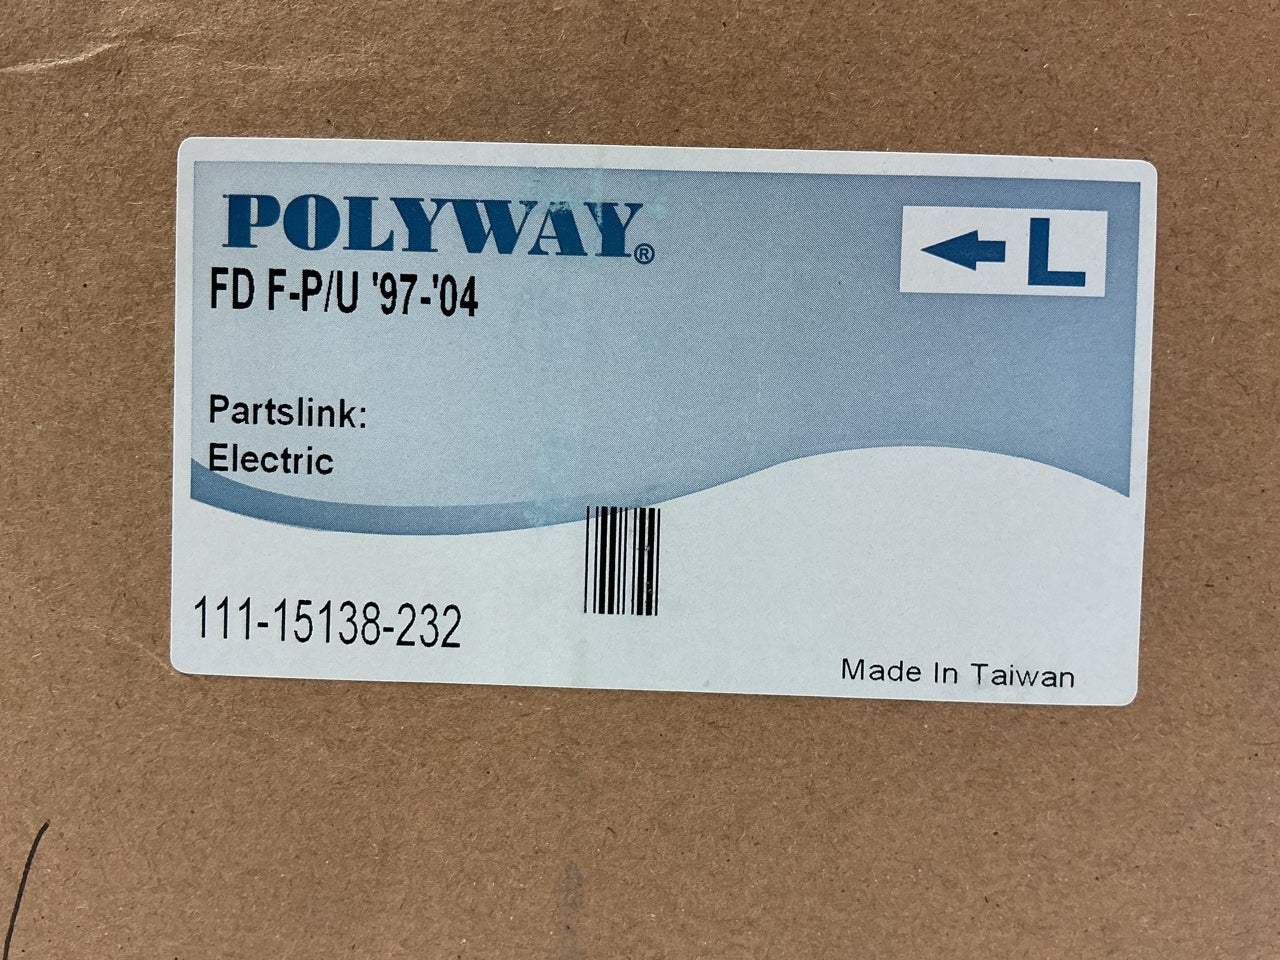 POLYWAY®
L
FD F-P/U '97-'04
Partslink:
Electric
111-15138-232
Made In Taiwan